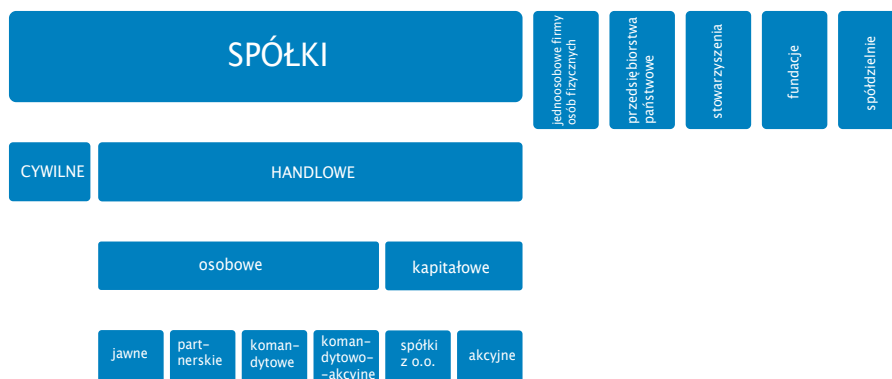 SPÓŁKI
jednoosobowe firmy
osób fizycznych
przedsiębiorstwa
państwowe
stowarzyszenia
fundacje
spółdzielnie
CYWILNE
HANDLOWE
osobowe
kapitałowe
jawne
part-
nerskie
koman-
dytowe
koman-
dytowo-
-akcyjne
spółki
z o.o.
akcyjne